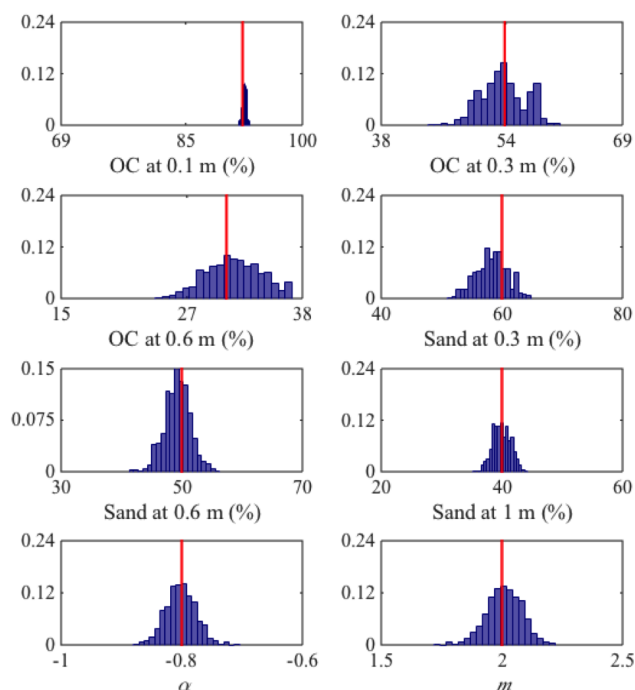 0.24 0.24
0.12 0.12
0 0
69 85 100 38 54 69
OC at 0.1 m (%) OC at 0.3 m (%)
0.24 0.24
0.12 0.12
0 0
15 27 38 40 60 80
OC at 0.6 m (%) Sand at 0.3 m (%)
0.15 0.24
0.075 0.12
0 0
30 50 70 20 40 60
Sand at 0.6 m (%) Sand at 1 m (%)
0.24 0.24
0.12 0.12
0 0
-1 -0.8 -0.6 1.5 2 2.5
α m